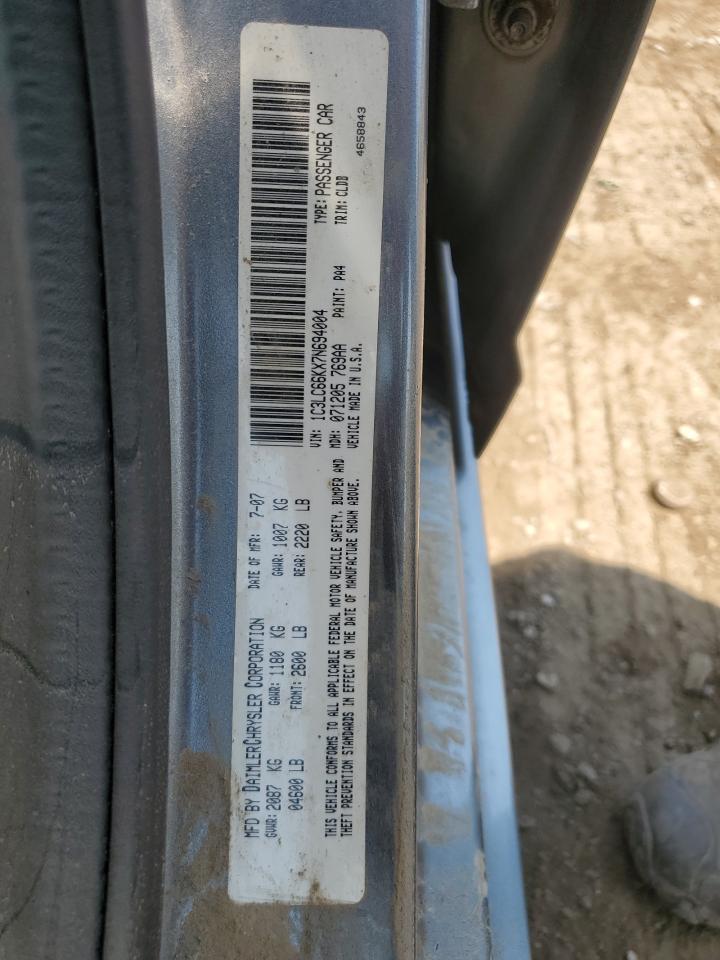 MFD BY DAIMLERCHRYSLER CORPORATION DATE OF MFR: 7-07
GVWR: 2087 KG GAWR: 1180 KG GAWR: 1007 KG
04600 LB FRONT: 2600 LB REAR: 2220 LB
THIS VEHICLE CONFORMS TO ALL APPLICABLE FEDERAL MOTOR VEHICLE SAFETY, BUMPER AND
THEFT PREVENTION STANDARDS IN EFFECT ON THE DATE OF MANUFACTURE SHOWN ABOVE.
VIN: 1C3LC66KX7N694004 TYPE: PASSENGER CAR
MDH: 071205 769AA PAINT: PA4 TRIM: CLDB
VEHICLE MADE IN U.S.A. 4658843